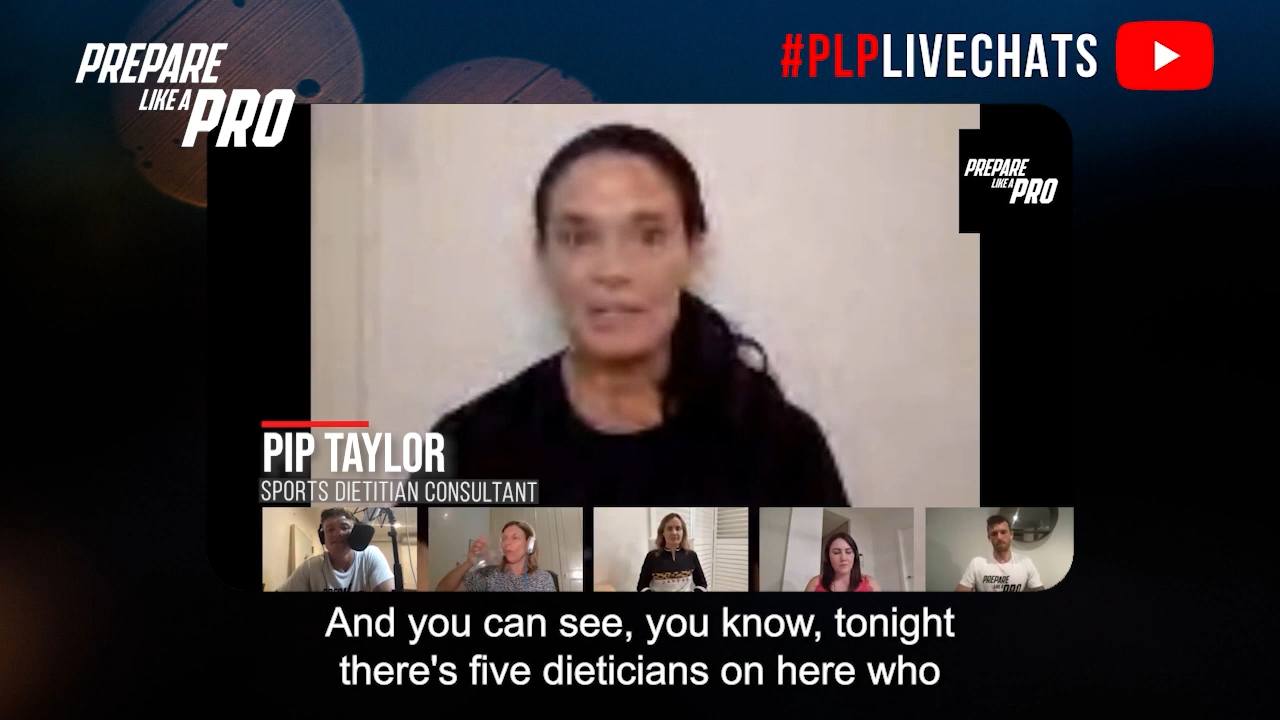 PREPARE
LIKE A
PRO
#PLPLIVECHATS
PREPARE
LIKE A
PRO
PIP TAYLOR
SPORTS DIETITIAN CONSULTANT
PREPARE
And you can see, you know, tonight
there's five dieticians on here who